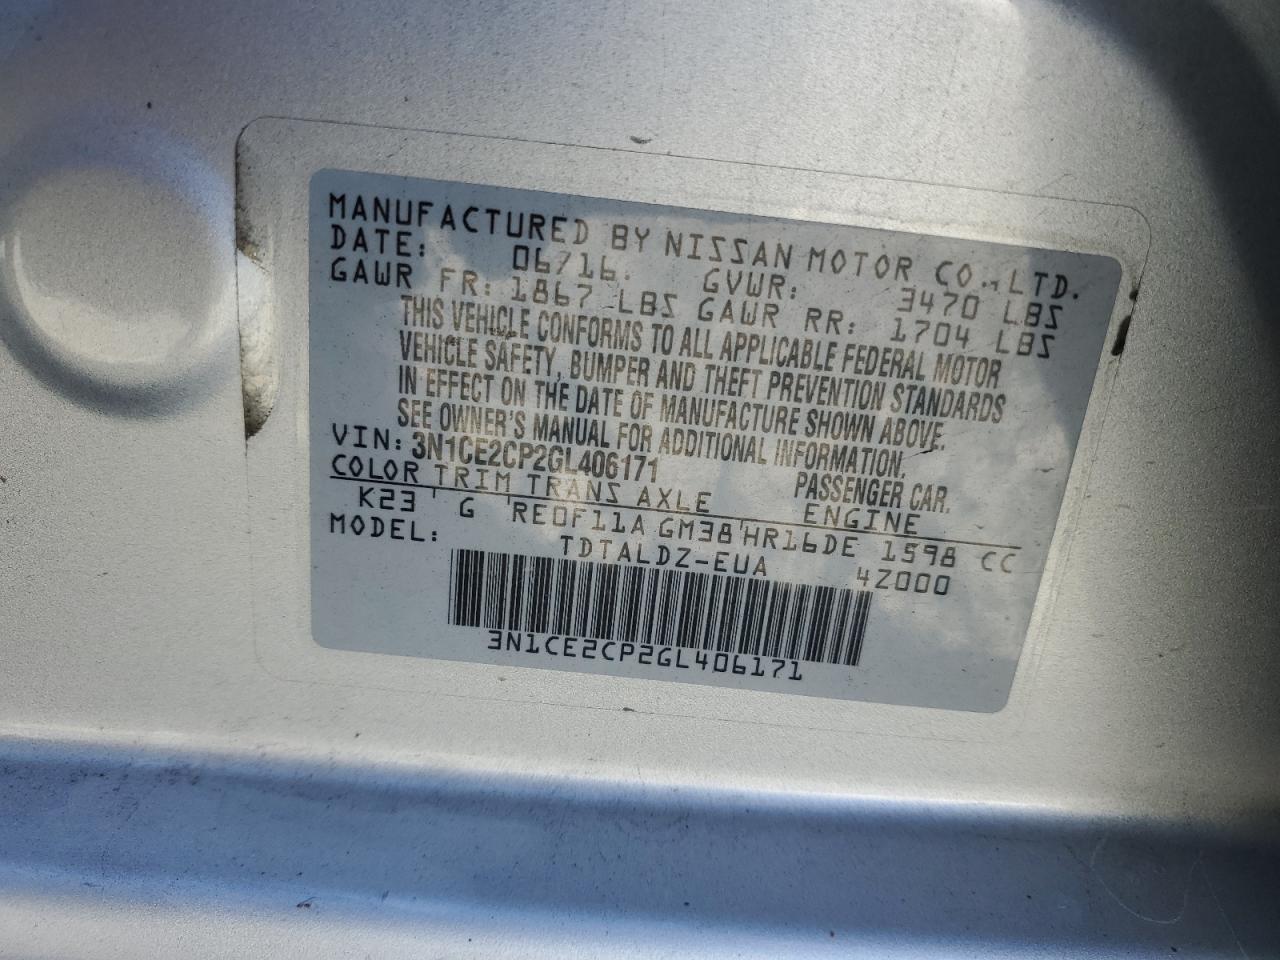 MANUFACTURED BY NISSAN MOTOR CO., LTD.
DATE: 06/16. GVWR: 3470 LBS
GAWR FR: 1867 LBS GAWR RR: 1704 LBS
THIS VEHICLE CONFORMS TO ALL APPLICABLE FEDERAL MOTOR
VEHICLE SAFETY, BUMPER AND THEFT PREVENTION STANDARDS
IN EFFECT ON THE DATE OF MANUFACTURE SHOWN ABOVE.
SEE OWNER'S MANUAL FOR ADDITIONAL INFORMATION.
VIN: 3N1CE2CP2GL406171 PASSENGER CAR.
COLOR TRIM TRANS AXLE ENGINE
K23 G RE0F11A GM38 HR16DE 1598 CC
MODEL: TDTALDZ-EUA 4Z000
3N1CE2CP2GL406171